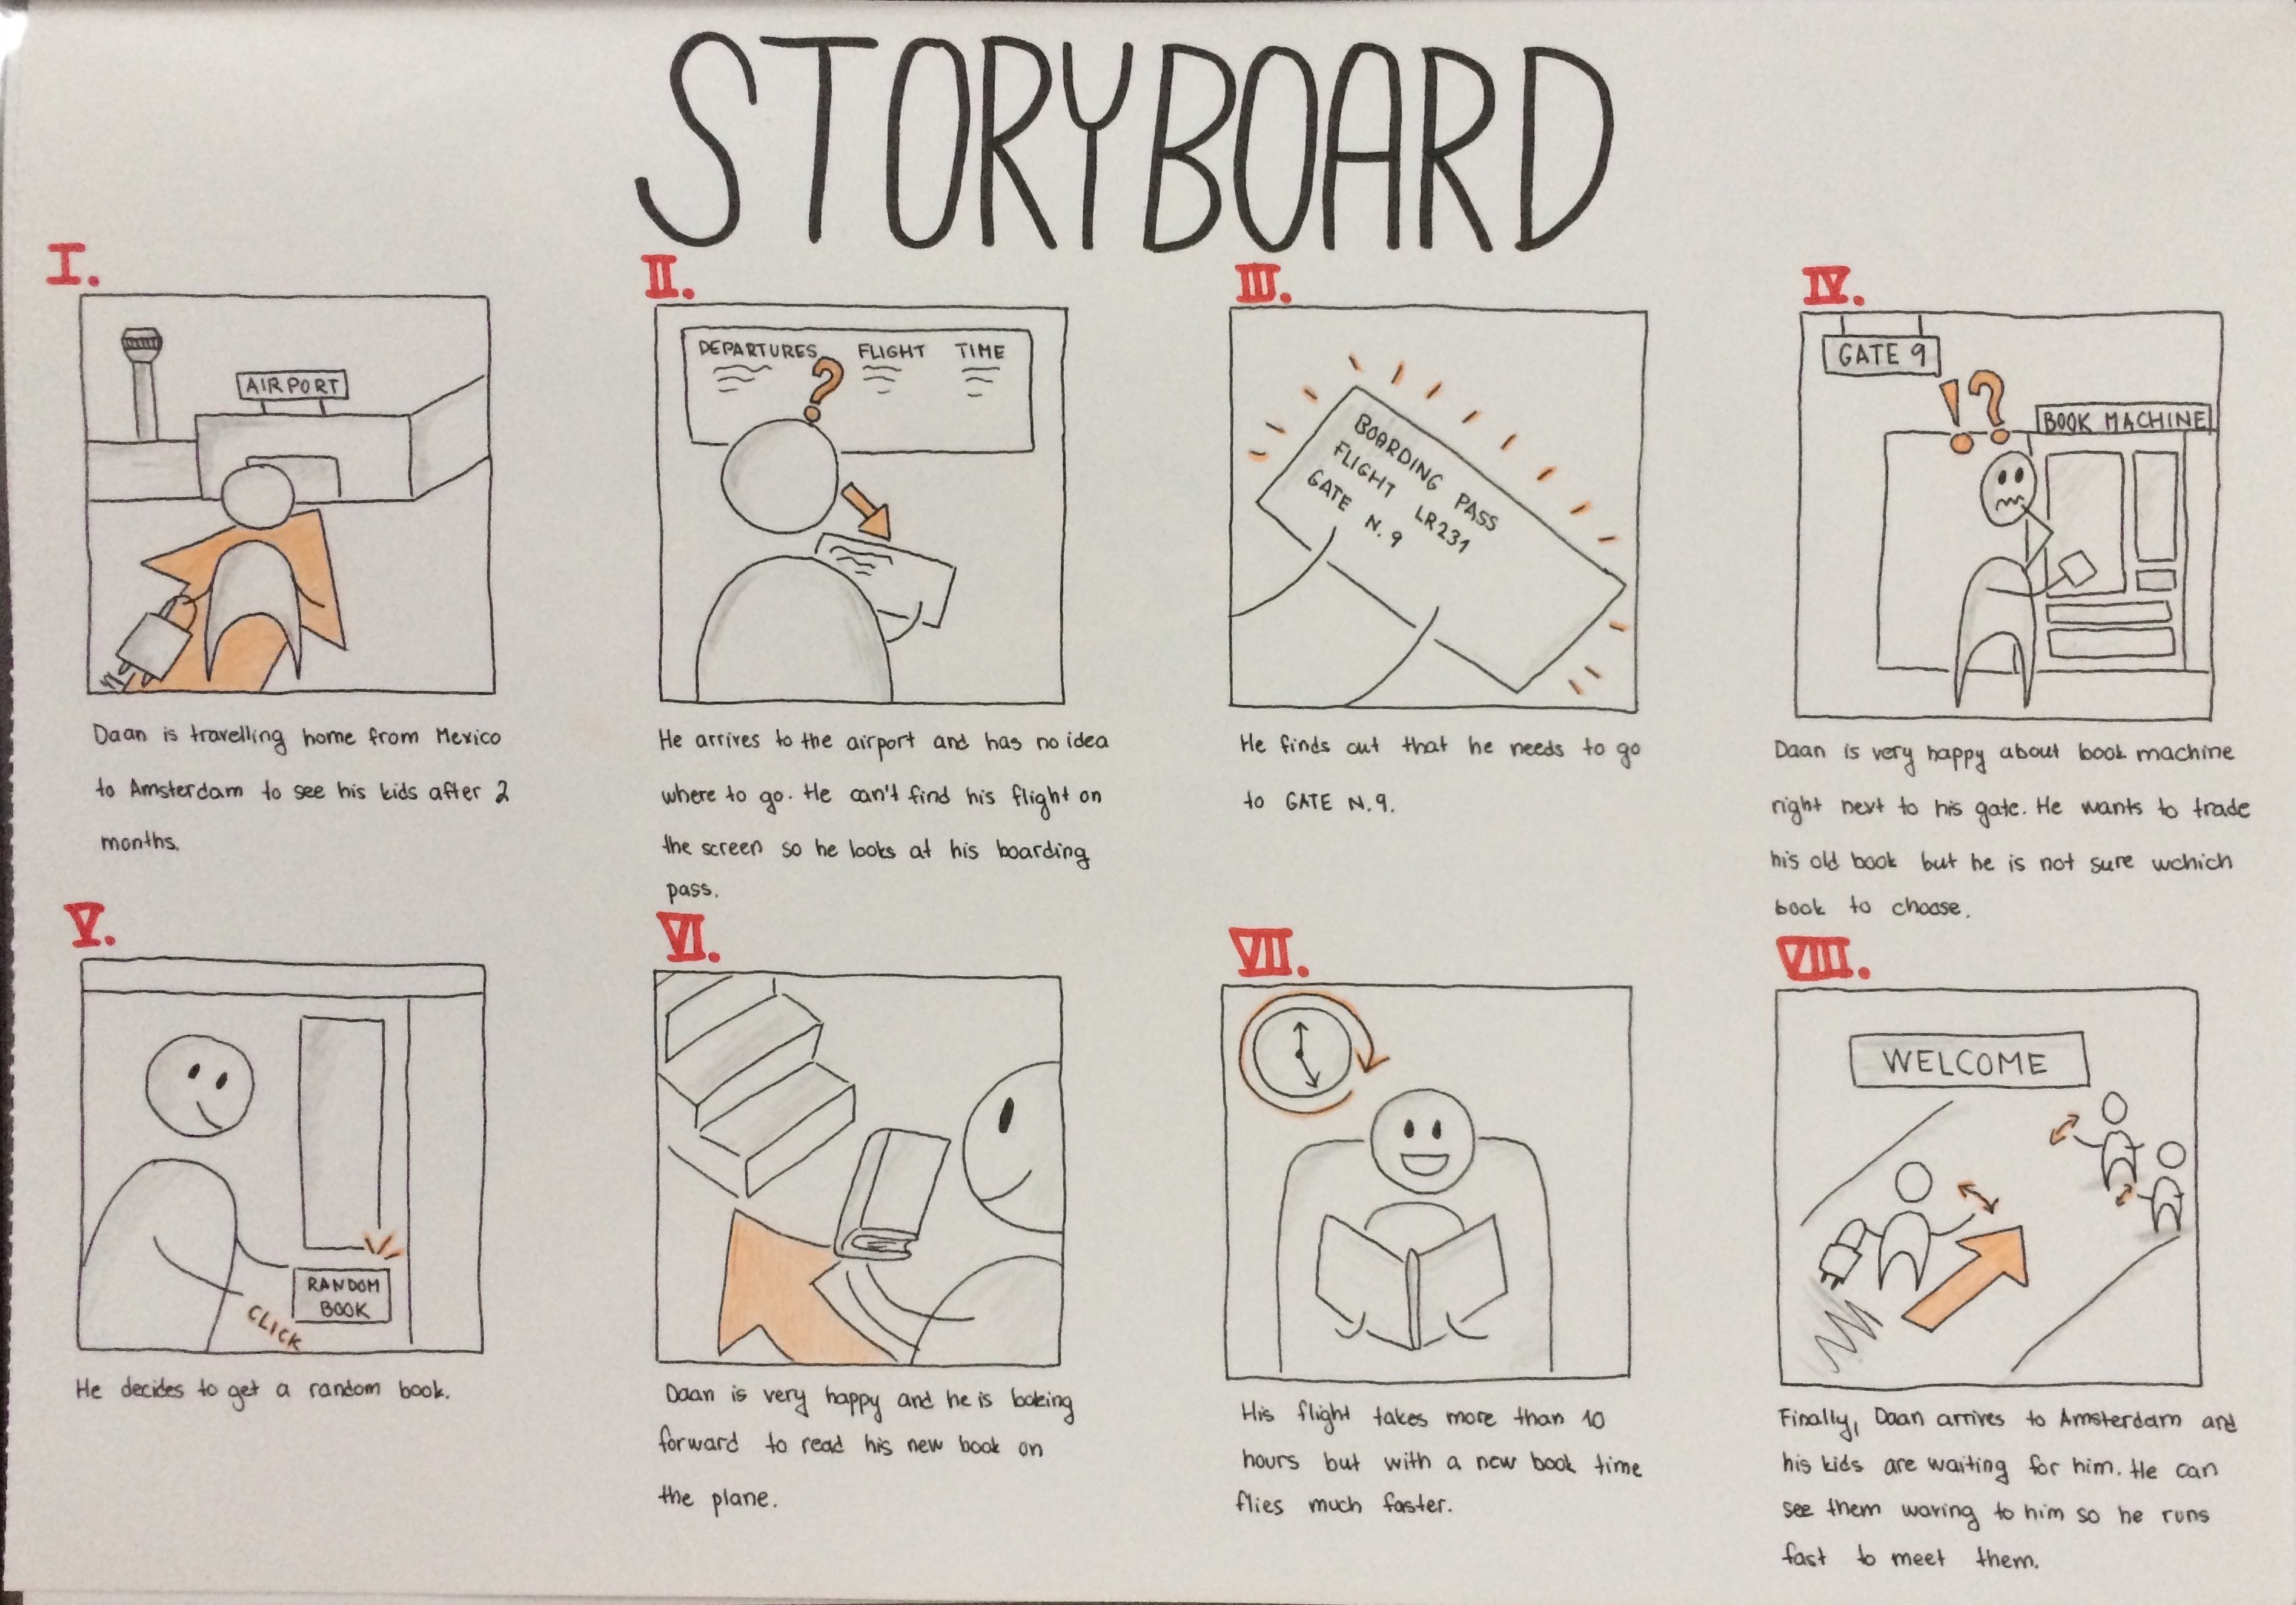 STORYBOARD
I.
AIRPORT
Daan is travelling home from Mexico
to Amsterdam to see his kids after 2
months.
II.
DEPARTURES FLIGHT TIME
?
He arrives to the airport and has no idea
where to go. He can't find his flight on
the screen so he looks at his boarding
pass.
III.
BOARDING PASS
FLIGHT LR231
GATE N.9
He finds out that he needs to go
to GATE N.9.
IV.
GATE 9
!?
BOOK MACHINE
Daan is very happy about book machine
right next to his gate. He wants to trade
his old book but he is not sure wchich
book to choose.
V.
RANDOM
BOOK
CLICK
He decides to get a random book.
VI.
Daan is very happy and he is looking
forward to read his new book on
the plane.
VII.
His flight takes more than 10
hours but with a new book time
flies much faster.
VIII.
WELCOME
Finally, Daan arrives to Amsterdam and
his kids are waiting for him. He can
see them waving to him so he runs
fast to meet them.